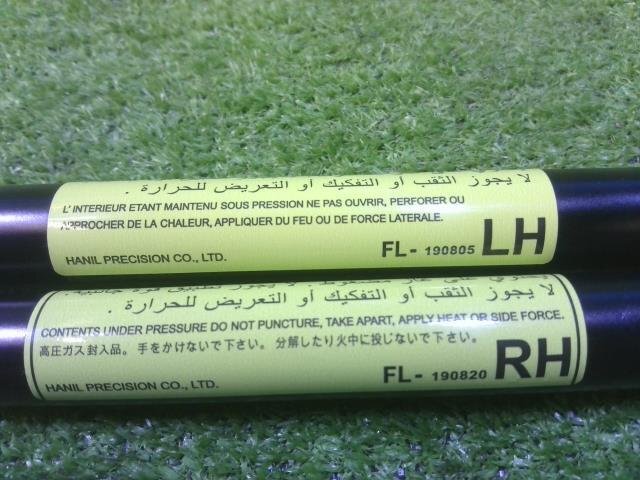 لا يجوز الثقب أو التفكيك أو التعريض للحرارة .
L' INTERIEUR ETANT MAINTENU SOUS PRESSION NE PAS OUVRIR, PERFORER OU
APPROCHER DE LA CHALEUR, APPLIQUER DU FEU OU DE FORCE LATERALE.
HANIL PRECISION CO., LTD. FL- 190805 LH
لا يجوز الثقب أو التفكيك أو التعريض للحرارة .
CONTENTS UNDER PRESSURE DO NOT PUNCTURE, TAKE APART, APPLY HEAT OR SIDE FORCE.
高圧ガス封入品。手をかけないで下さい。分解したり火中に投じないで下さい。
HANIL PRECISION CO., LTD. FL- 190820 RH